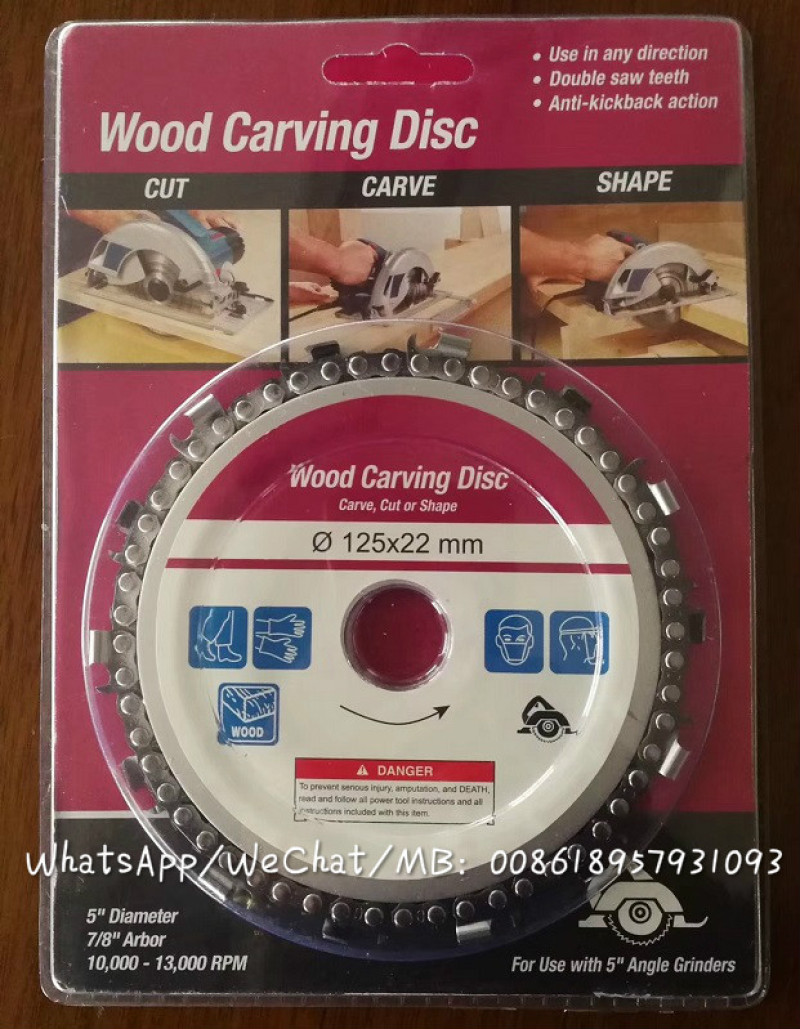 • Use in any direction
• Double saw teeth
• Anti-kickback action
Wood Carving Disc
CUT CARVE SHAPE
Wood Carving Disc
Carve, Cut or Shape
Ø 125x22 mm
WOOD
DANGER
To prevent serious injury, amputation, and DEATH,
read and follow all power tool instructions and all
instructions included with this item.
WhatsApp/WeChat/MB: 008618957931093
5" Diameter
7/8" Arbor
10,000 - 13,000 RPM
For Use with 5" Angle Grinders